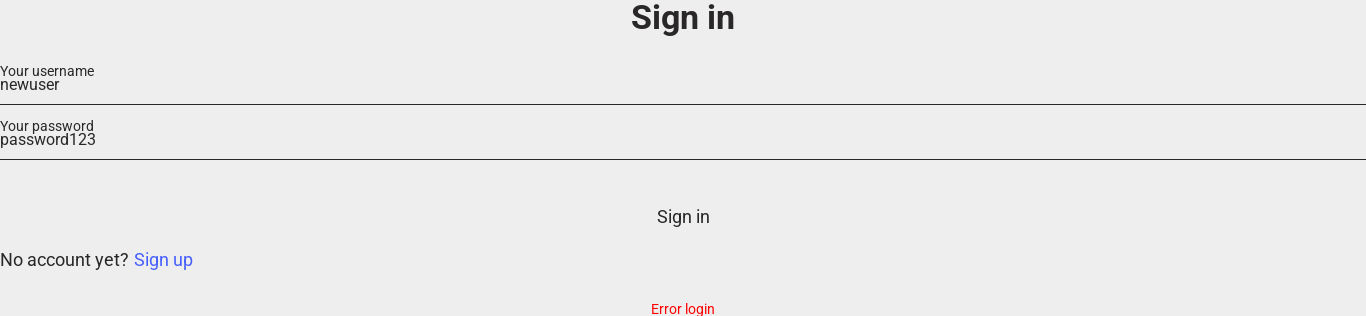 Sign in
Your username
newuser
Your password
password123
Sign in
No account yet? Sign up
Error login